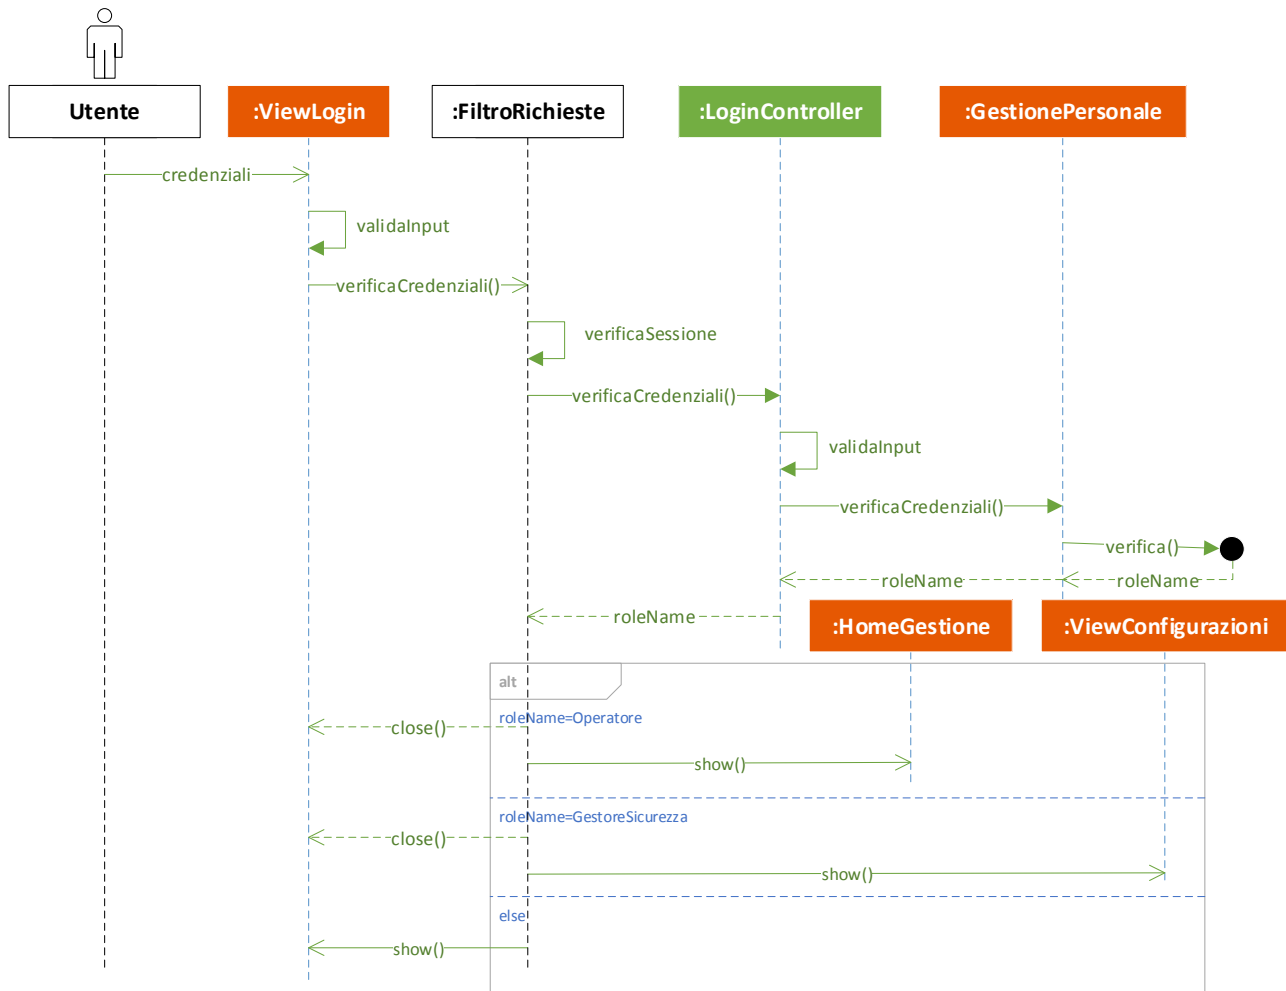 Utente
:ViewLogin
:FiltroRichieste
:LoginController
:GestionePersonale
credenziali
validaInput
verificaCredenziali()
verificaSessione
verificaCredenziali()
validaInput
verificaCredenziali()
verifica()
roleName
roleName
roleName
:HomeGestione
:ViewConfigurazioni
alt
roleName=Operatore
close()
show()
roleName=GestoreSicurezza
close()
show()
else
show()